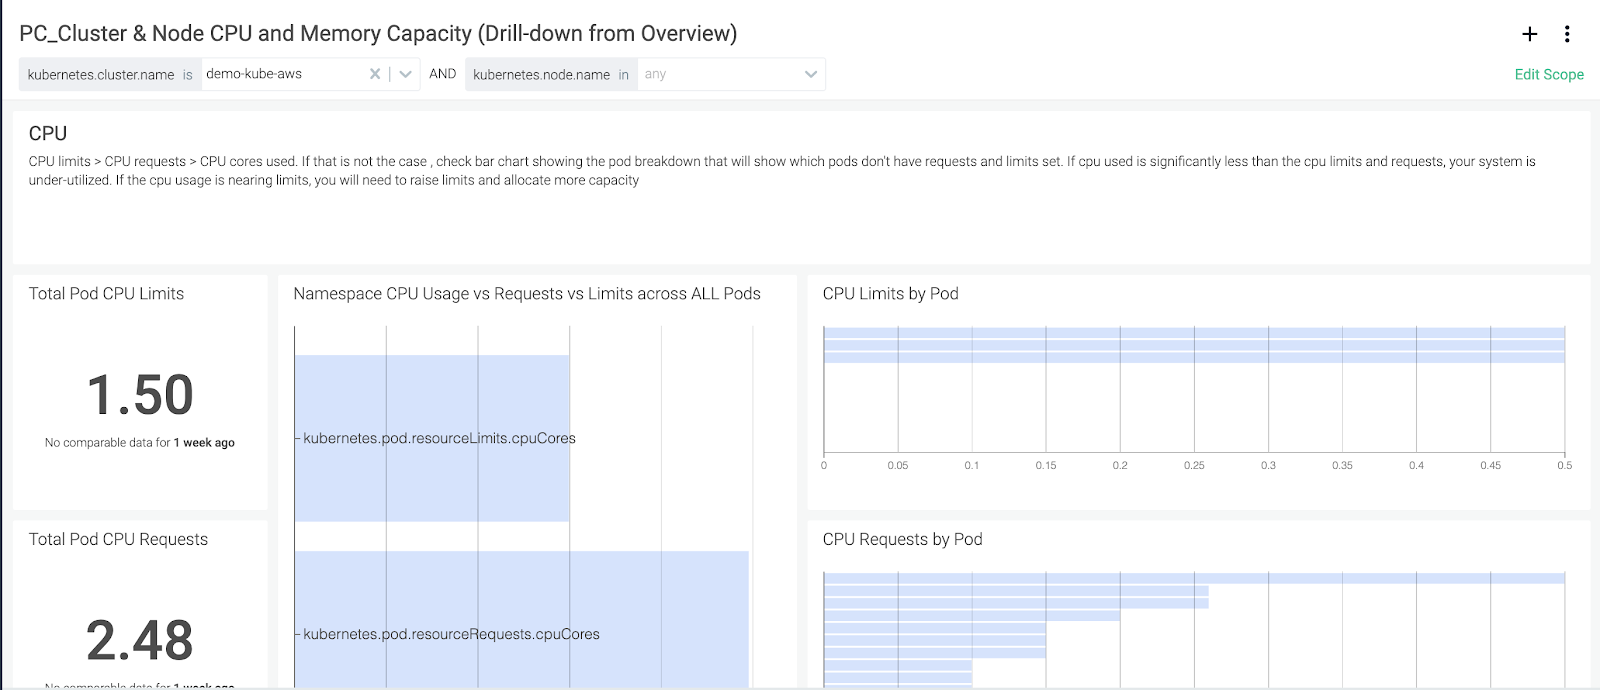 PC_Cluster & Node CPU and Memory Capacity (Drill-down from Overview)
kubernetes.cluster.name is demo-kube-aws AND kubernetes.node.name in any
Edit Scope
CPU
CPU limits > CPU requests > CPU cores used. If that is not the case , check bar chart showing the pod breakdown that will show which pods don't have requests and limits set. If cpu used is significantly less than the cpu limits and requests, your system is
under-utilized. If the cpu usage is nearing limits, you will need to raise limits and allocate more capacity
Total Pod CPU Limits
1.50
No comparable data for 1 week ago
Namespace CPU Usage vs Requests vs Limits across ALL Pods
kubernetes.pod.resourceLimits.cpuCores
kubernetes.pod.resourceRequests.cpuCores
CPU Limits by Pod
0 0.05 0.1 0.15 0.2 0.25 0.3 0.35 0.4 0.45 0.5
Total Pod CPU Requests
2.48
No comparable data for 1 week ago
CPU Requests by Pod